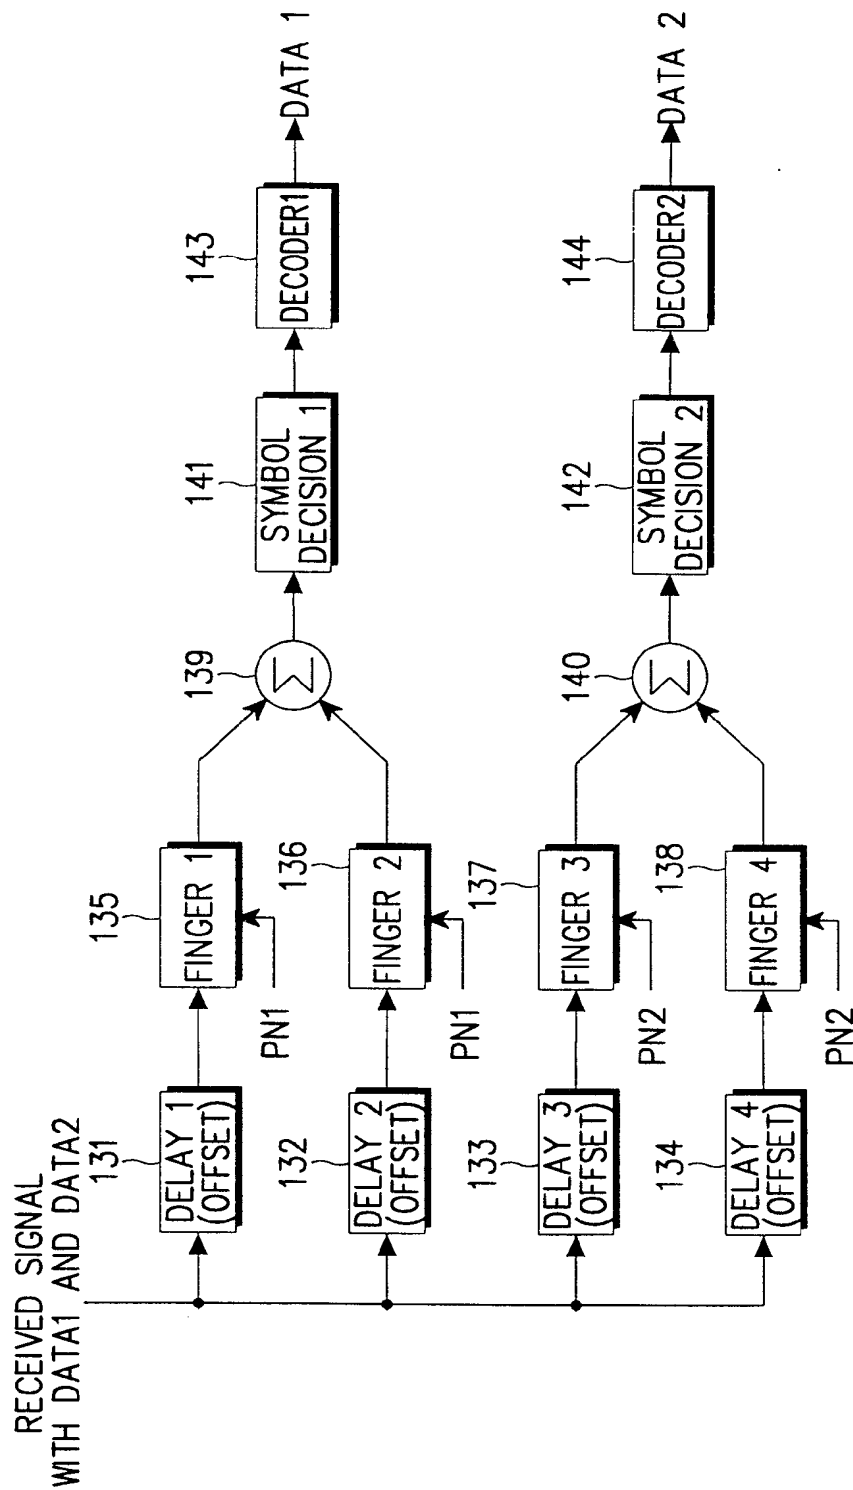 RECEIVED SIGNAL
WITH DATA1 AND DATA2
131
DELAY 1
(OFFSET)
135
FINGER 1
PN1
132
DELAY 2
(OFFSET)
136
FINGER 2
PN1
139
Σ
141
SYMBOL
DECISION 1
143
DECODER1
DATA 1
133
DELAY 3
(OFFSET)
137
FINGER 3
PN2
134
DELAY 4
(OFFSET)
138
FINGER 4
PN2
140
Σ
142
SYMBOL
DECISION 2
144
DECODER2
DATA 2